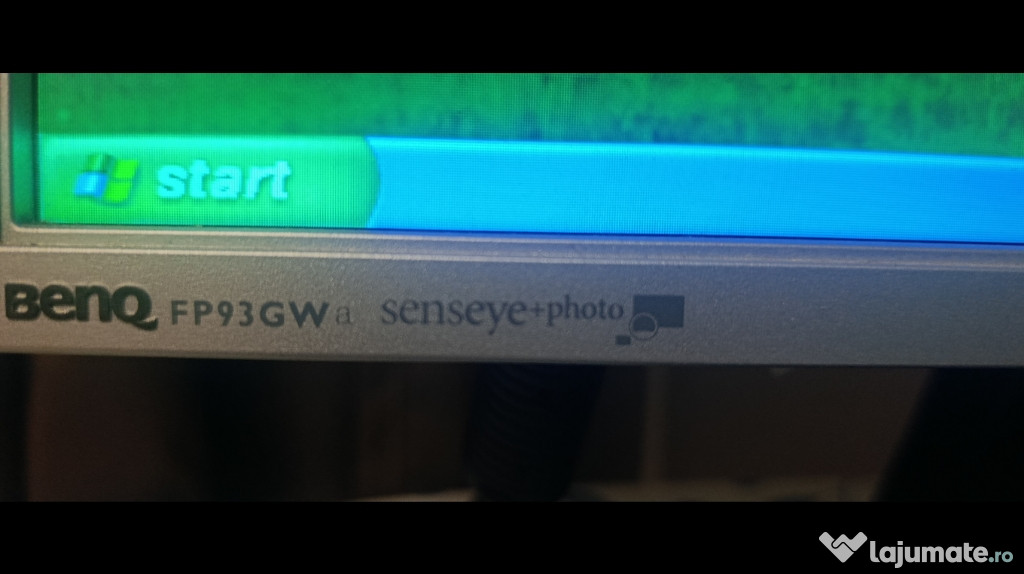 start
BenQ FP93GWa senseye+photo
lajumate.ro